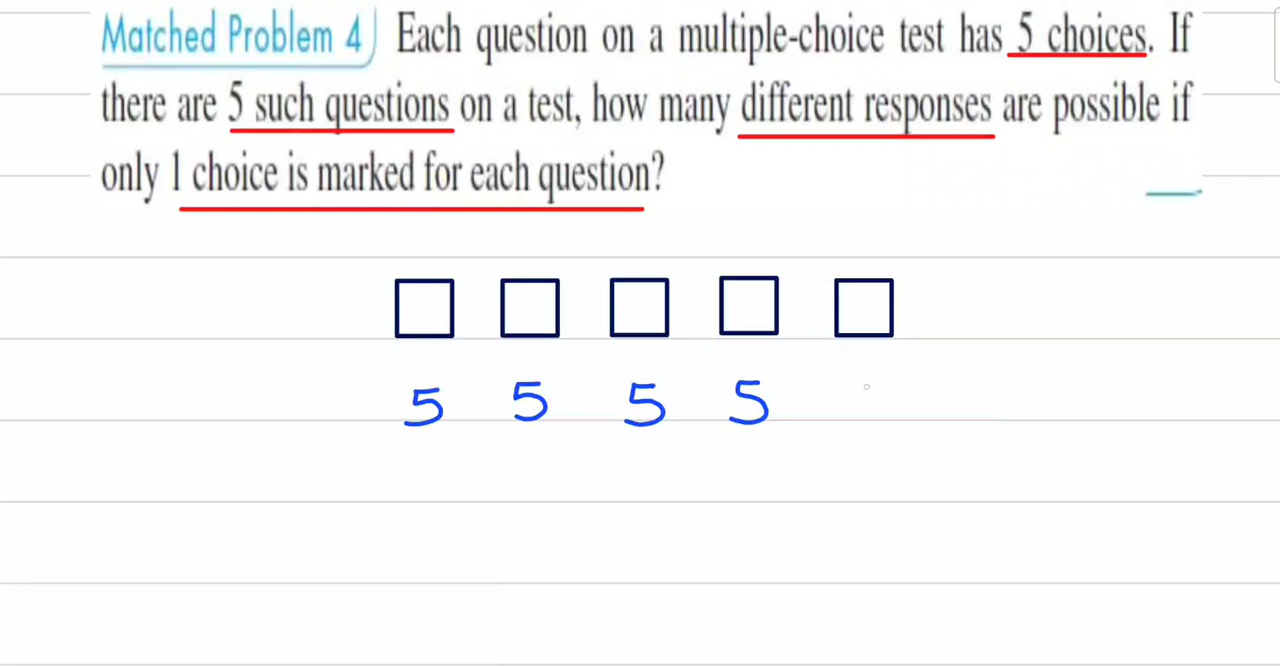 Matched Problem 4 Each question on a multiple-choice test has 5 choices. If
there are 5 such questions on a test, how many different responses are possible if
only 1 choice is marked for each question?
5 5 5 5